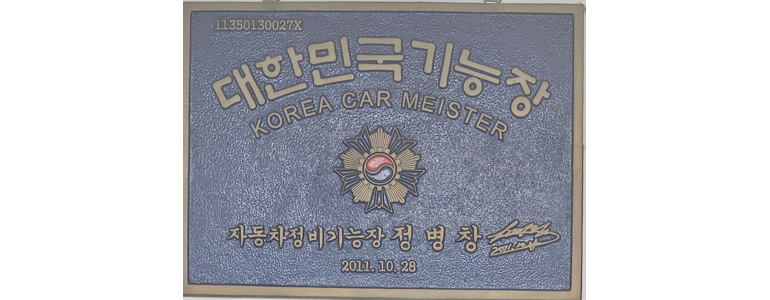 11350130027X
대한민국기능장
KOREA CAR MEISTER
자동차정비기능장 정병창
2011. 10. 28